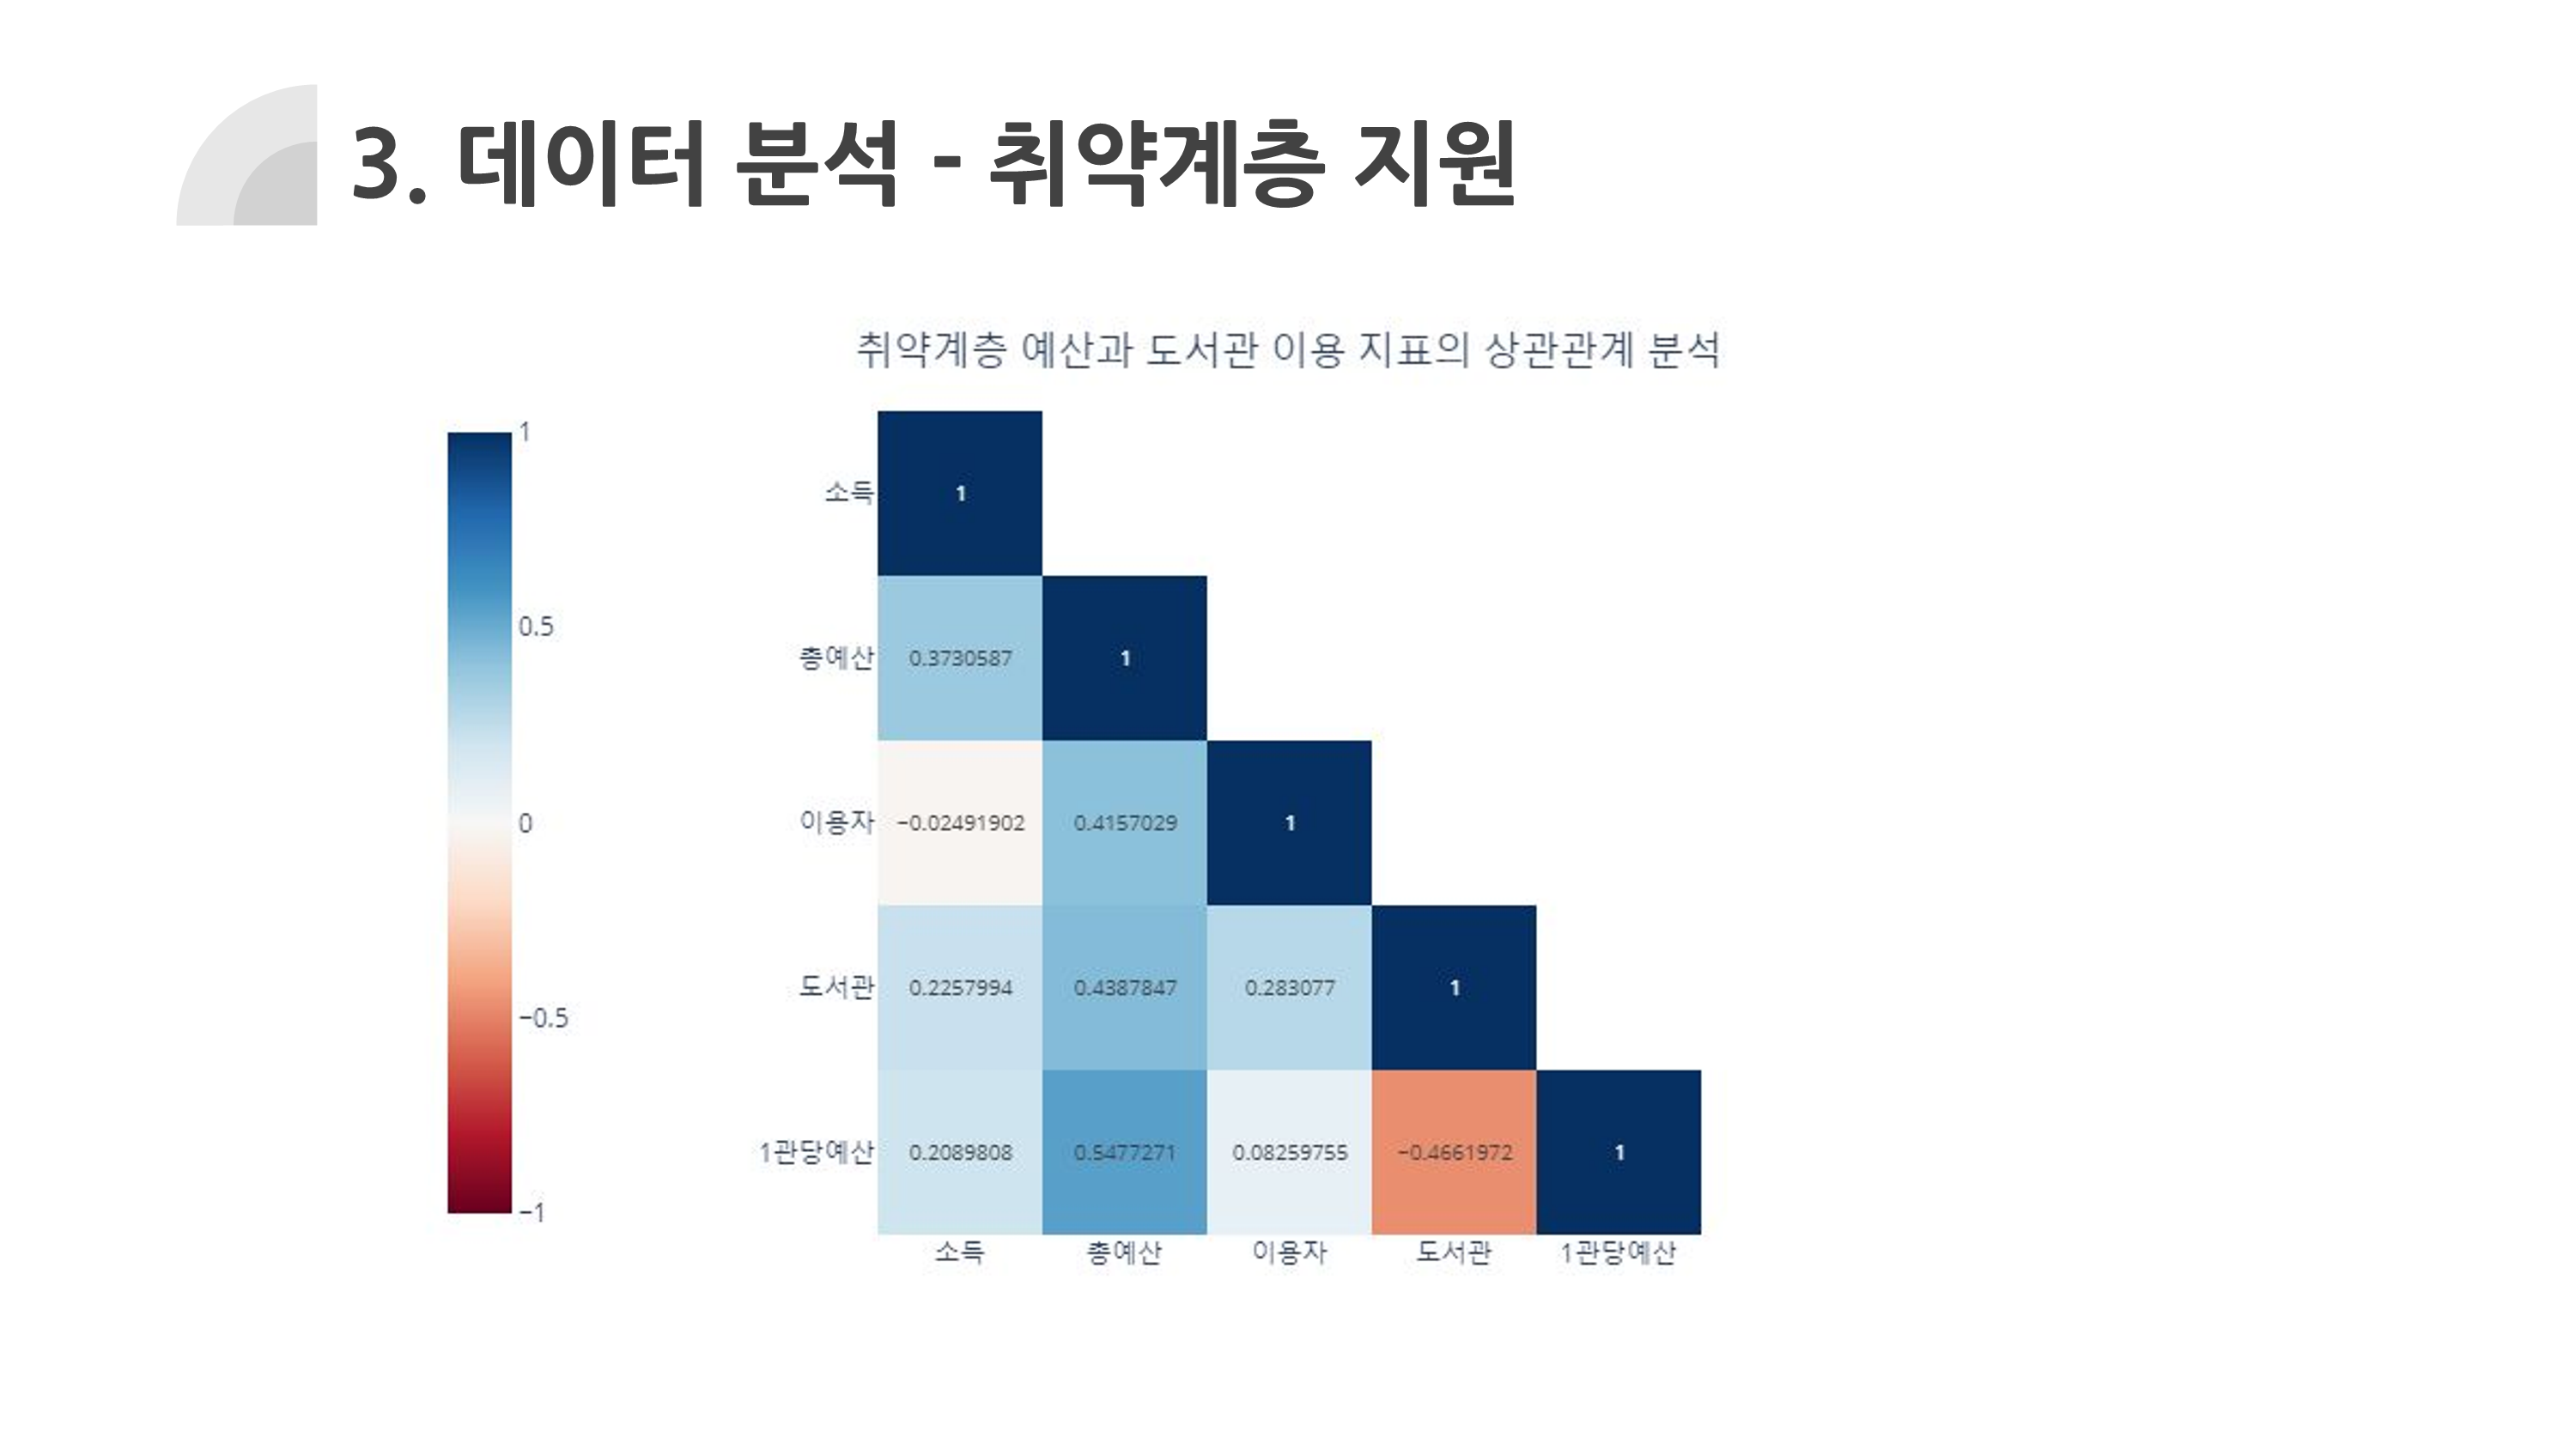 3. 데이터 분석 - 취약계층 지원
취약계층 예산과 도서관 이용 지표의 상관관계 분석
1
0.5
0
−0.5
−1
소득 1
총예산 0.3730587 1
이용자 −0.02491902 0.4157029 1
도서관 0.2257994 0.4387847 0.283077 1
1관당예산 0.2089808 0.5477271 0.08259755 −0.4661972 1
소득 총예산 이용자 도서관 1관당예산